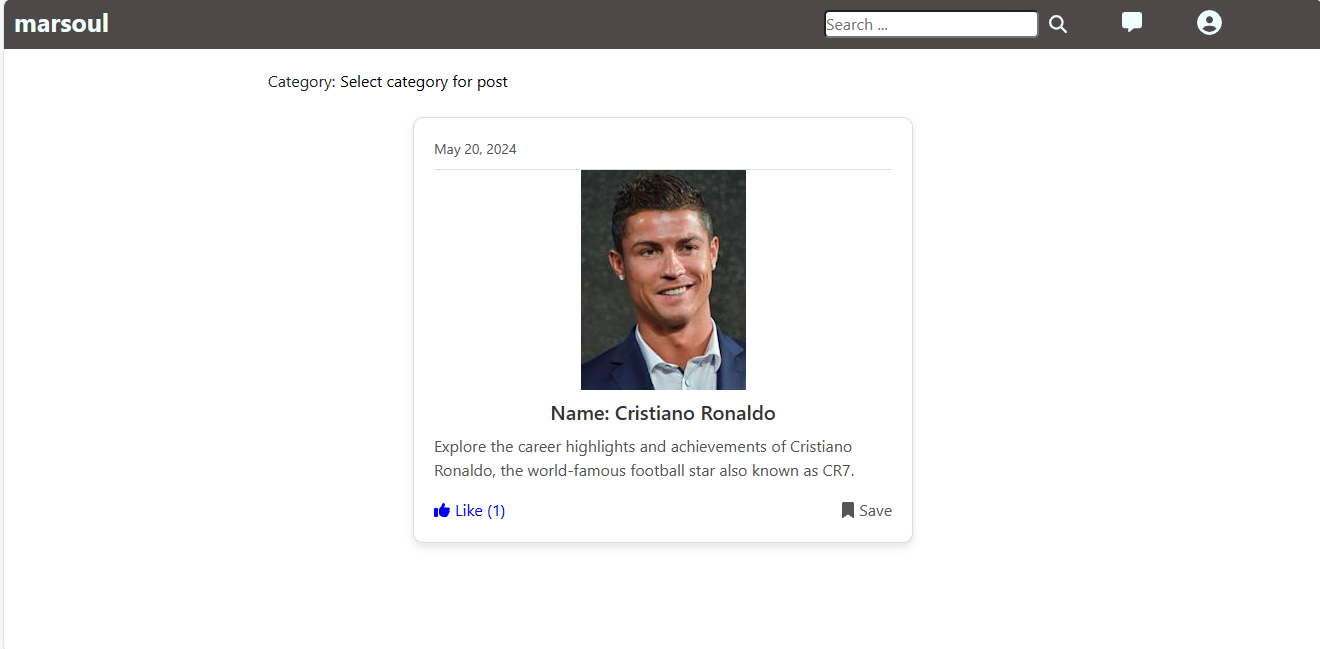 marsoul
Search ...
Category: Select category for post
May 20, 2024
Name: Cristiano Ronaldo
Explore the career highlights and achievements of Cristiano
Ronaldo, the world-famous football star also known as CR7.
Like (1)
Save